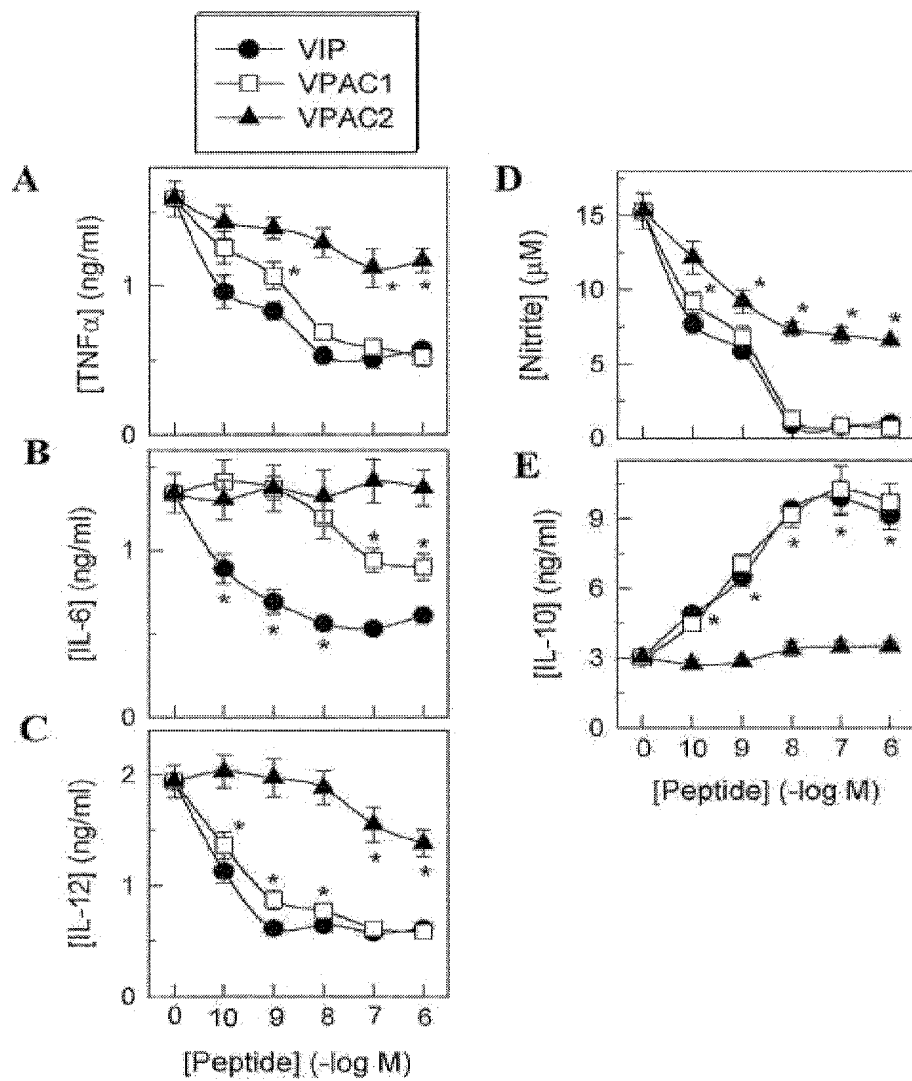 VIP
VPAC1
VPAC2
A
[TNFα] (ng/ml)
1
0
B
[IL-6] (ng/ml)
1
0
C
[IL-12] (ng/ml)
2
1
0
0 10 9 8 7 6
[Peptide] (-log M)
D
[Nitrite] (μM)
15
10
5
0
E
[IL-10] (ng/ml)
9
6
3
0
0 10 9 8 7 6
[Peptide] (-log M)